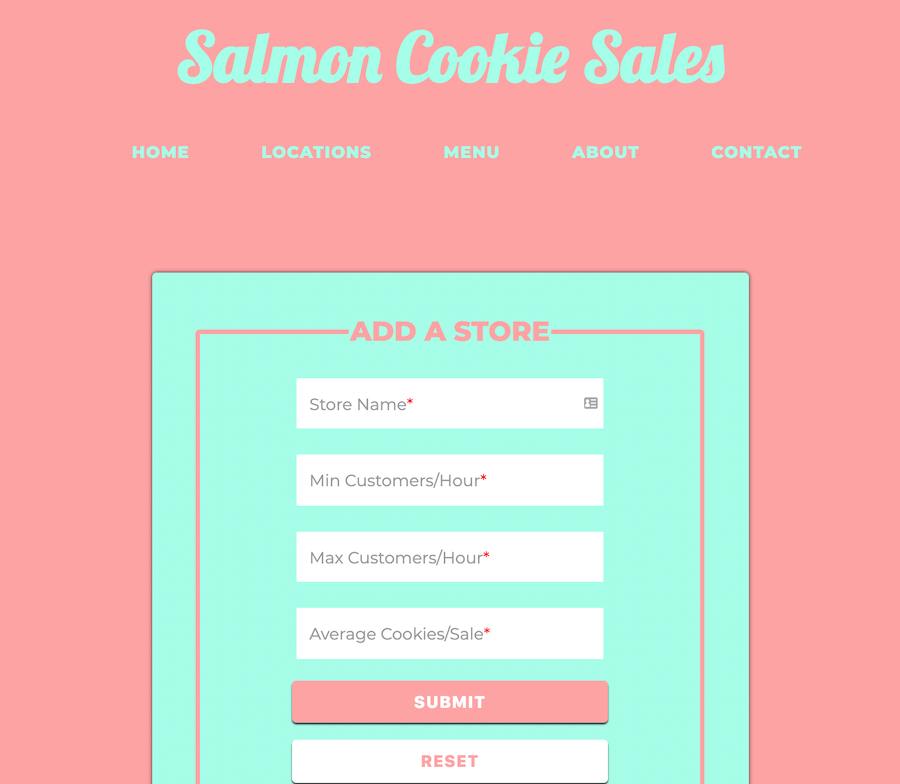 Salmon Cookie Sales
HOME LOCATIONS MENU ABOUT CONTACT
ADD A STORE
Store Name*
Min Customers/Hour*
Max Customers/Hour*
Average Cookies/Sale*
SUBMIT
RESET